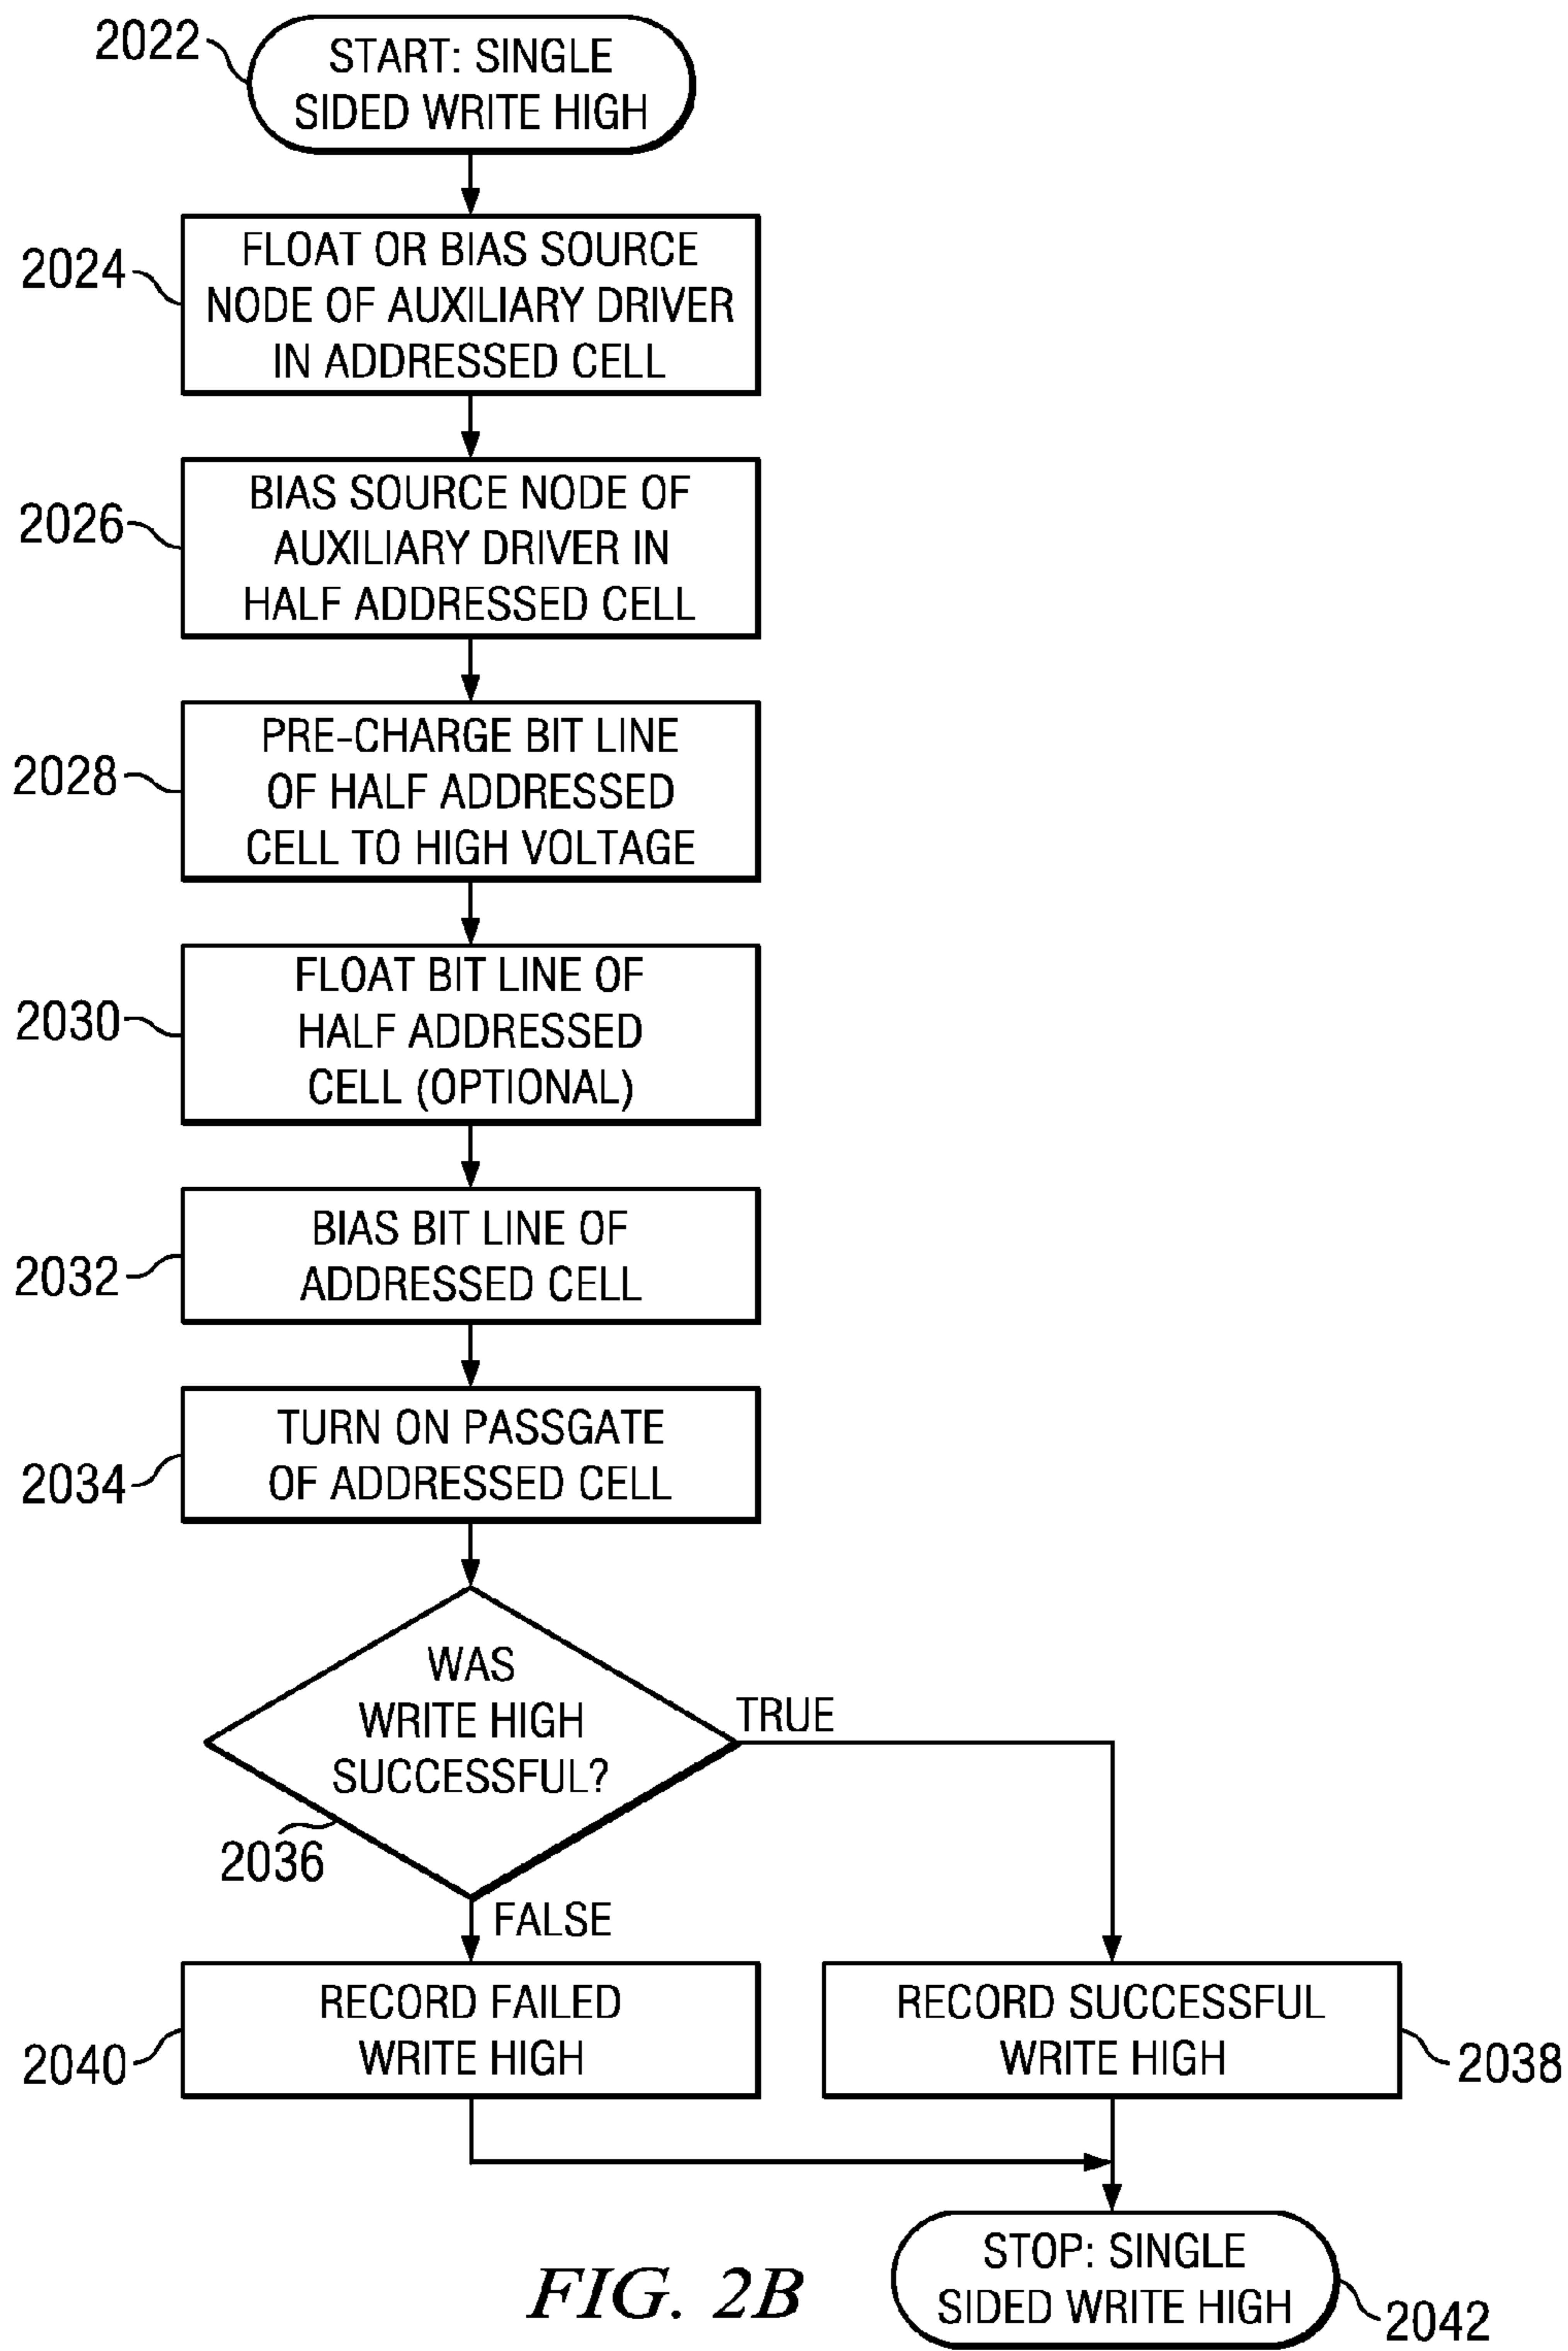 2022
START: SINGLE
SIDED WRITE HIGH
2024
FLOAT OR BIAS SOURCE
NODE OF AUXILIARY DRIVER
IN ADDRESSED CELL
2026
BIAS SOURCE NODE OF
AUXILIARY DRIVER IN
HALF ADDRESSED CELL
2028
PRE-CHARGE BIT LINE
OF HALF ADDRESSED
CELL TO HIGH VOLTAGE
2030
FLOAT BIT LINE OF
HALF ADDRESSED
CELL (OPTIONAL)
2032
BIAS BIT LINE OF
ADDRESSED CELL
2034
TURN ON PASSGATE
OF ADDRESSED CELL
WAS
WRITE HIGH
SUCCESSFUL?
2036
TRUE
FALSE
RECORD FAILED
WRITE HIGH
2040
RECORD SUCCESSFUL
WRITE HIGH
2038
STOP: SINGLE
SIDED WRITE HIGH
2042
FIG. 2B